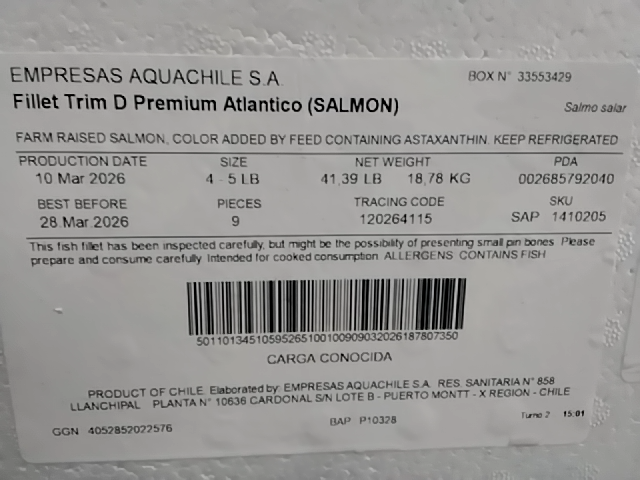 EMPRESAS AQUACHILE S.A.
BOX N° 33553429
Fillet Trim D Premium Atlantico (SALMON)
Salmo salar
FARM RAISED SALMON, COLOR ADDED BY FEED CONTAINING ASTAXANTHIN. KEEP REFRIGERATED
PRODUCTION DATE SIZE NET WEIGHT PDA
10 Mar 2026 4 - 5 LB 41,39 LB 18,78 KG 002685792040
BEST BEFORE PIECES TRACING CODE SKU
28 Mar 2026 9 120264115 SAP 1410205
This fish fillet has been inspected carefully, but might be the possibility of presenting small pin bones. Please
prepare and consume carefully. Intended for cooked consumption. ALLERGENS: CONTAINS FISH
50110134510595265100100909032026187807350
CARGA CONOCIDA
PRODUCT OF CHILE. Elaborated by: EMPRESAS AQUACHILE S.A. RES. SANITARIA N° 858
LLANCHIPAL PLANTA N° 10636 CARDONAL S/N LOTE B - PUERTO MONTT - X REGION - CHILE
GGN 4052852022576
BAP P10328
Turno 2 15:01